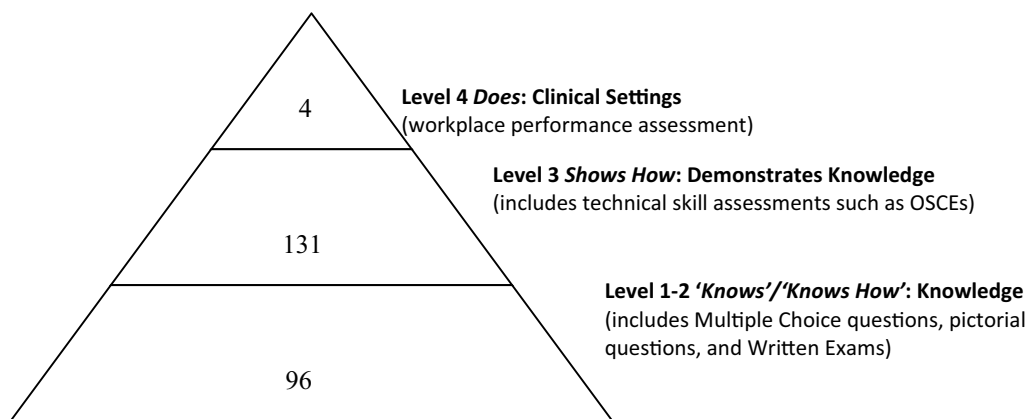 4
Level 4 Does: Clinical Settings
(workplace performance assessment)
Level 3 Shows How: Demonstrates Knowledge
(includes technical skill assessments such as OSCEs)
131
Level 1-2 ‘Knows’/‘Knows How’: Knowledge
(includes Multiple Choice questions, pictorial
questions, and Written Exams)
96